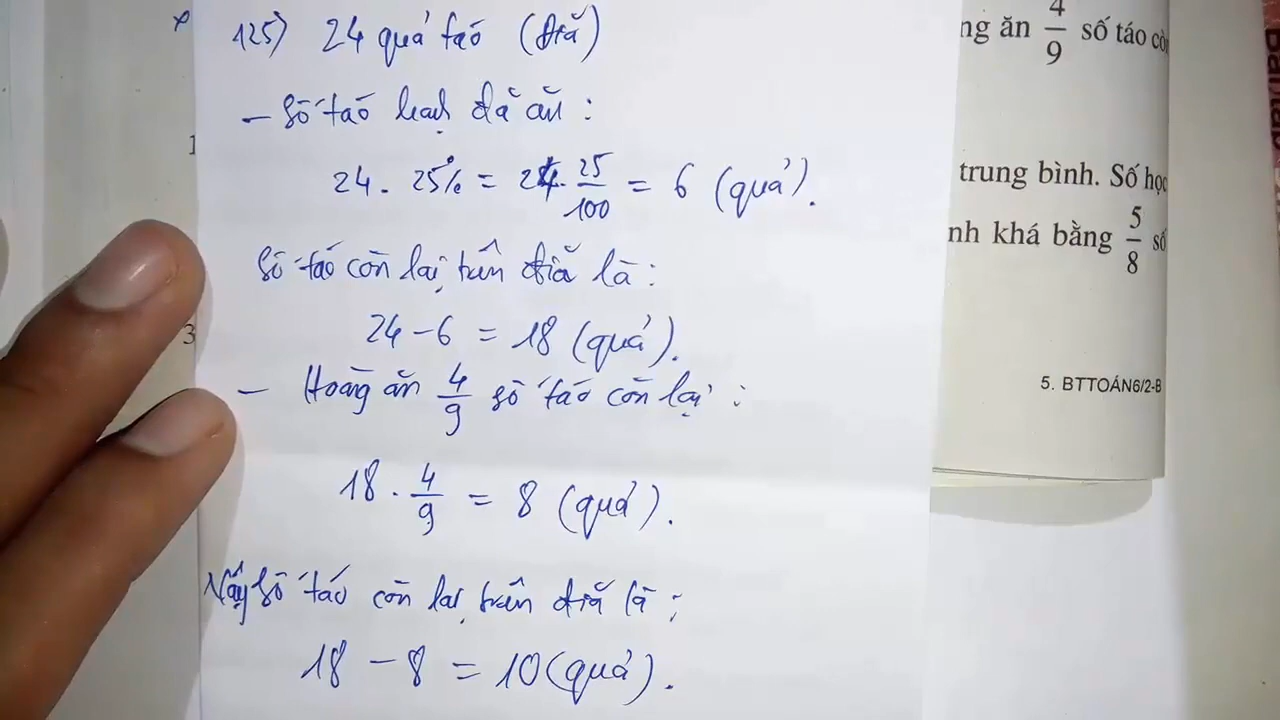 125) 24 quả táo (đĩa)
- Số táo Hạnh đã ăn :
24 . 25% = 24 . 25/100 = 6 (quả).
Số táo còn lại trên đĩa là :
24 - 6 = 18 (quả).
- Hoàng ăn 4/9 số táo còn lại :
18 . 4/9 = 8 (quả).
Vậy số táo còn lại trên đĩa là :
18 - 8 = 10 (quả).
ng ăn 4/9 số táo cò
trung bình. Số học
nh khá bằng 5/8 số
5. BTTOÁN6/2-B
1
3